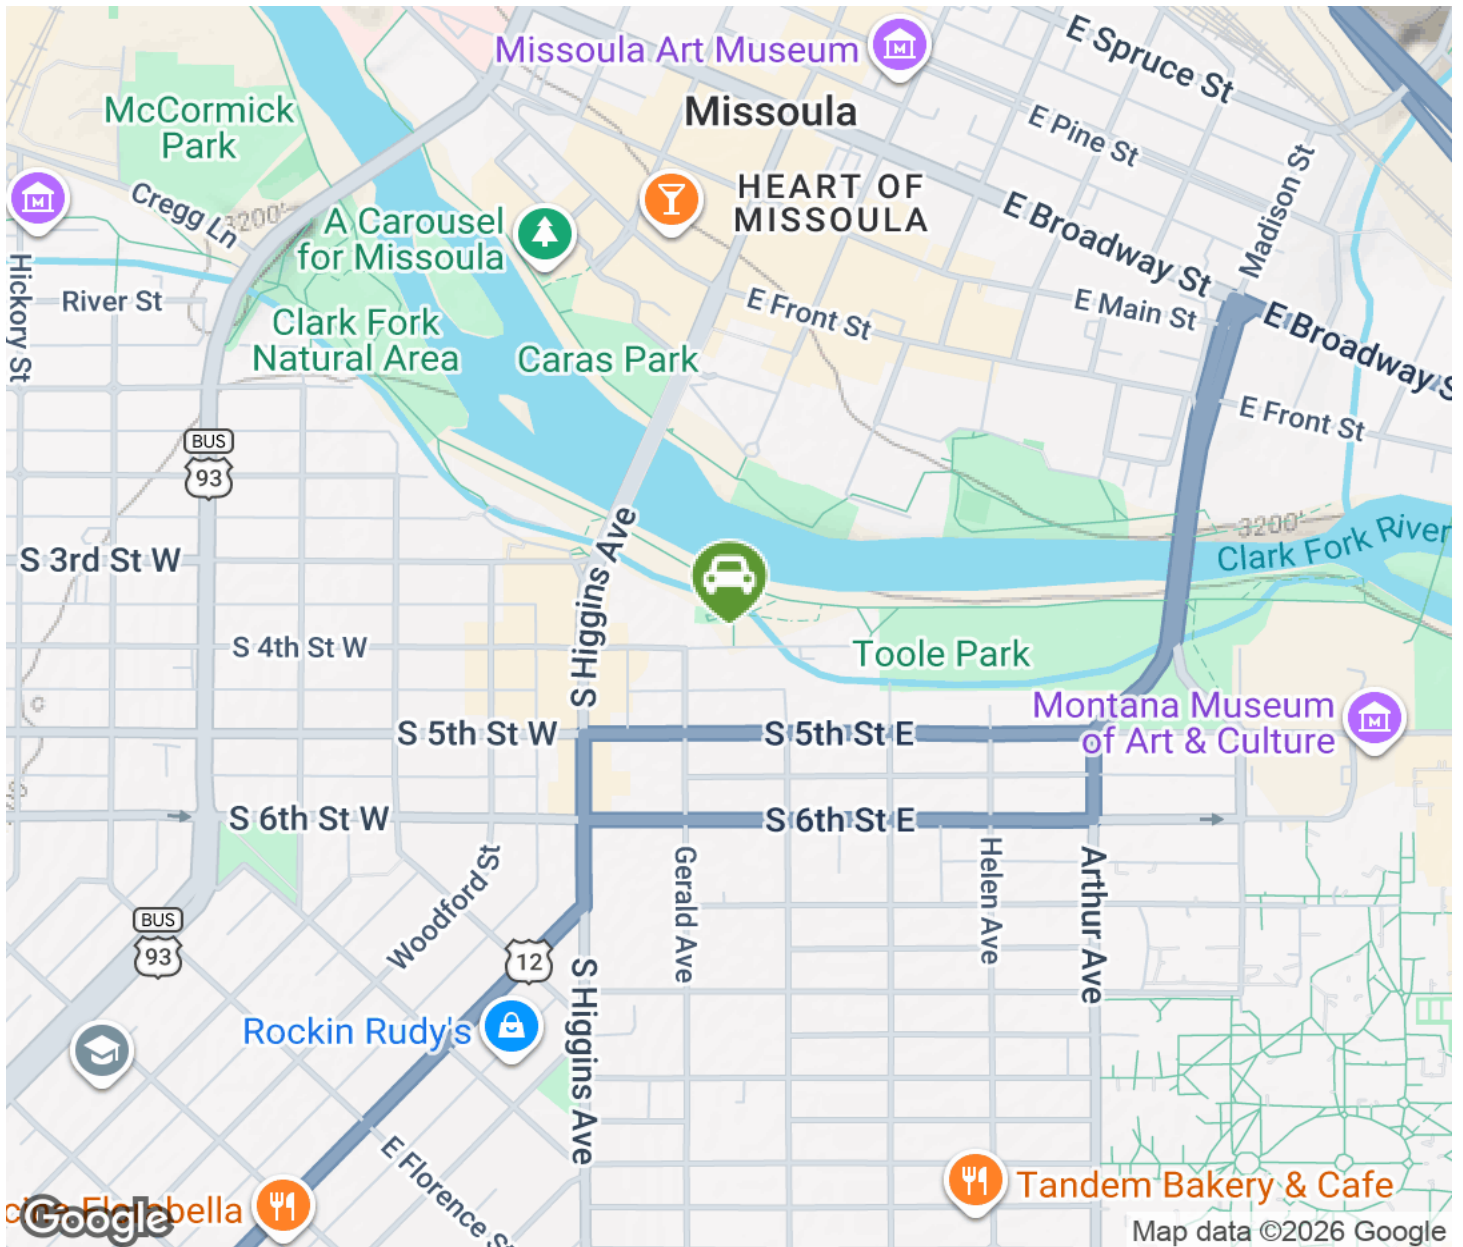 Missoula Art Museum
E Spruce St
McCormick
Park
Missoula
E Pine St
Madison St
Cregg Ln
3200'
A Carousel
for Missoula
HEART OF
MISSOULA
E Broadway St
Hickory St
River St
Clark Fork
Natural Area
Caras Park
E Front St
E Main St
E Broadway S
E Front St
BUS
93
S 3rd St W
S Higgins Ave
3200'
Clark Fork River
S 4th St W
Toole Park
Montana Museum
of Art & Culture
S 5th St W
S 5th St E
S 6th St W
S 6th St E
Woodford St
Gerald Ave
Helen Ave
Arthur Ave
BUS
93
12
S Higgins Ave
Rockin Rudy's
E Florence S
Tandem Bakery & Cafe
Google
Map data ©2026 Google